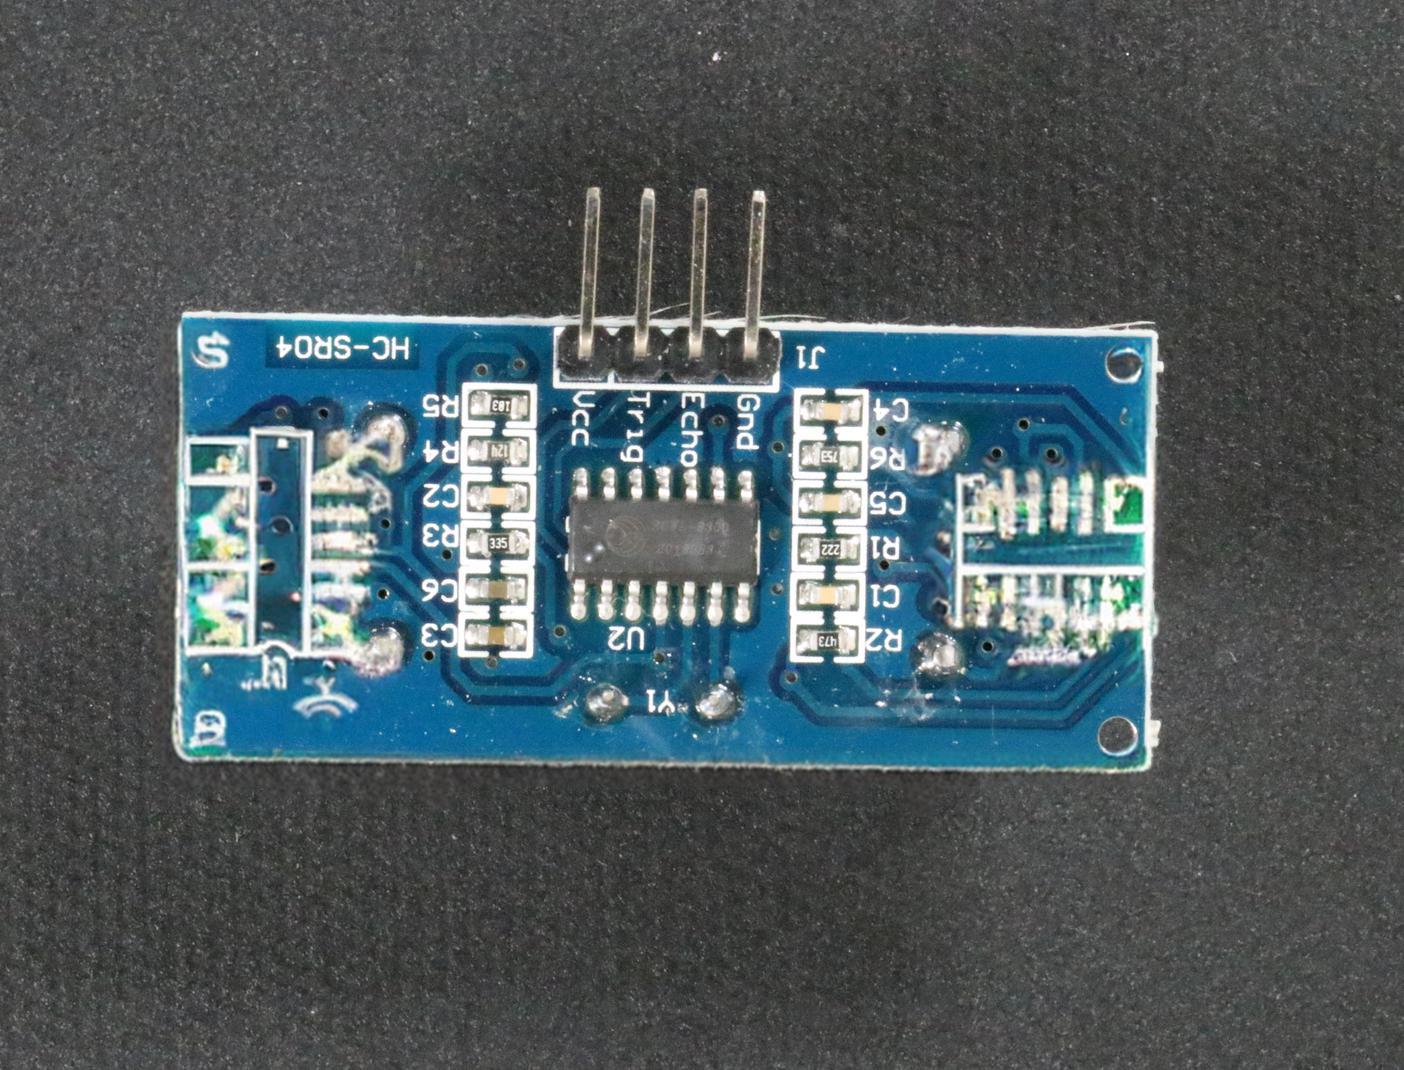 HC-SR04
J1
Vcc
Trig
Echo
Gnd
R5
183
R4
124
C2
R3
335
C6
C3
C4
R6
753
C5
R1
222
C1
R2
473
U2
Y1